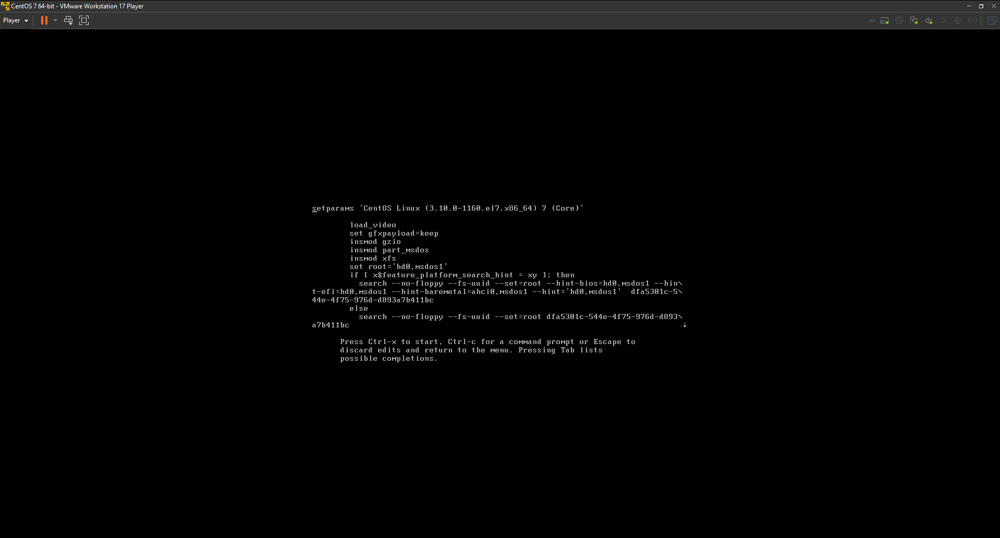 CentOS 7 64-bit - VMware Workstation 17 Player
Player
setparams 'CentOS Linux (3.10.0-1160.el7.x86_64) 7 (Core)'
load_video
set gfxpayload=keep
insmod gzio
insmod part_msdos
insmod xfs
set root='hd0,msdos1'
if [ x$feature_platform_search_hint = xy ]; then
search --no-floppy --fs-uuid --set=root --hint-bios=hd0,msdos1 --hin\
t-efi=hd0,msdos1 --hint-baremetal=ahci0,msdos1 --hint='hd0,msdos1'  dfa5301c-5\
44e-4f75-976d-d893a7b411bc
else
search --no-floppy --fs-uuid --set=root dfa5301c-544e-4f75-976d-d893\
a7b411bc
Press Ctrl-x to start, Ctrl-c for a command prompt or Escape to
discard edits and return to the menu. Pressing Tab lists
possible completions.